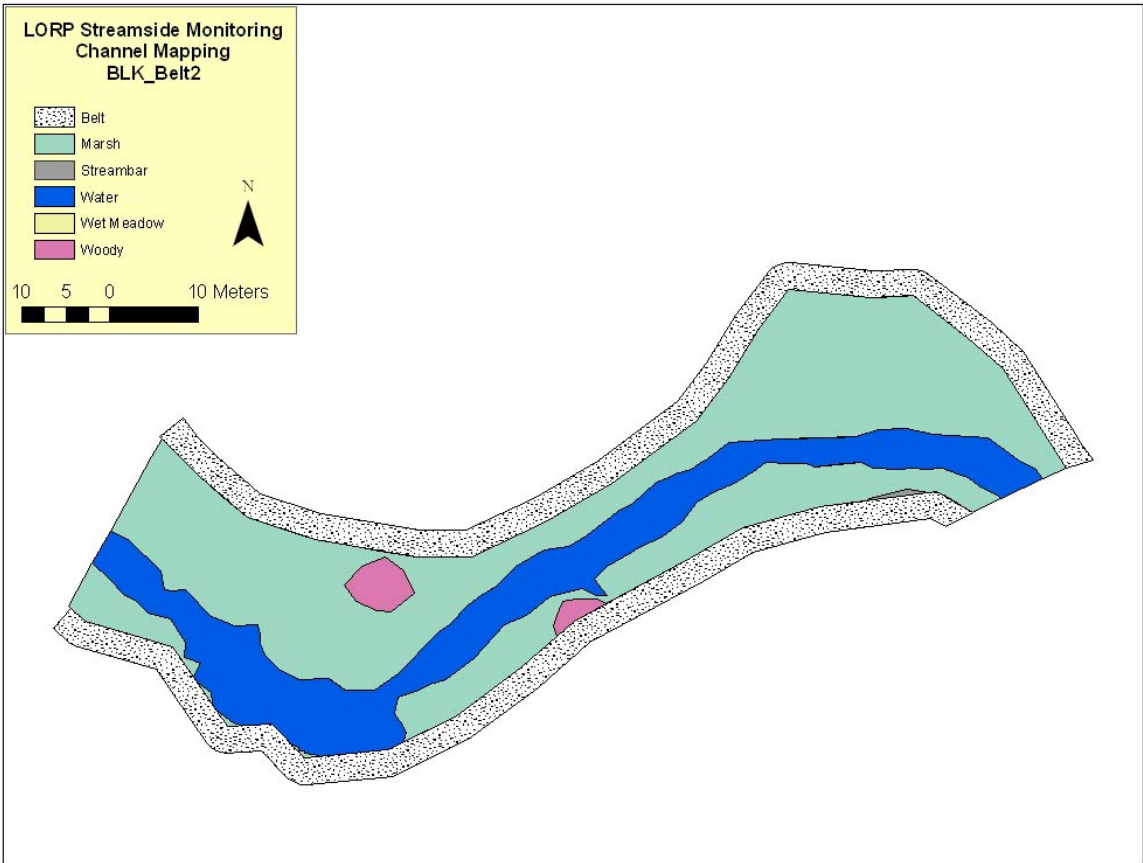 LORP Streamside Monitoring
Channel Mapping
BLK_Belt2
Belt
Marsh
Streambar
Water
Wet Meadow
Woody
N
10 5 0 10 Meters